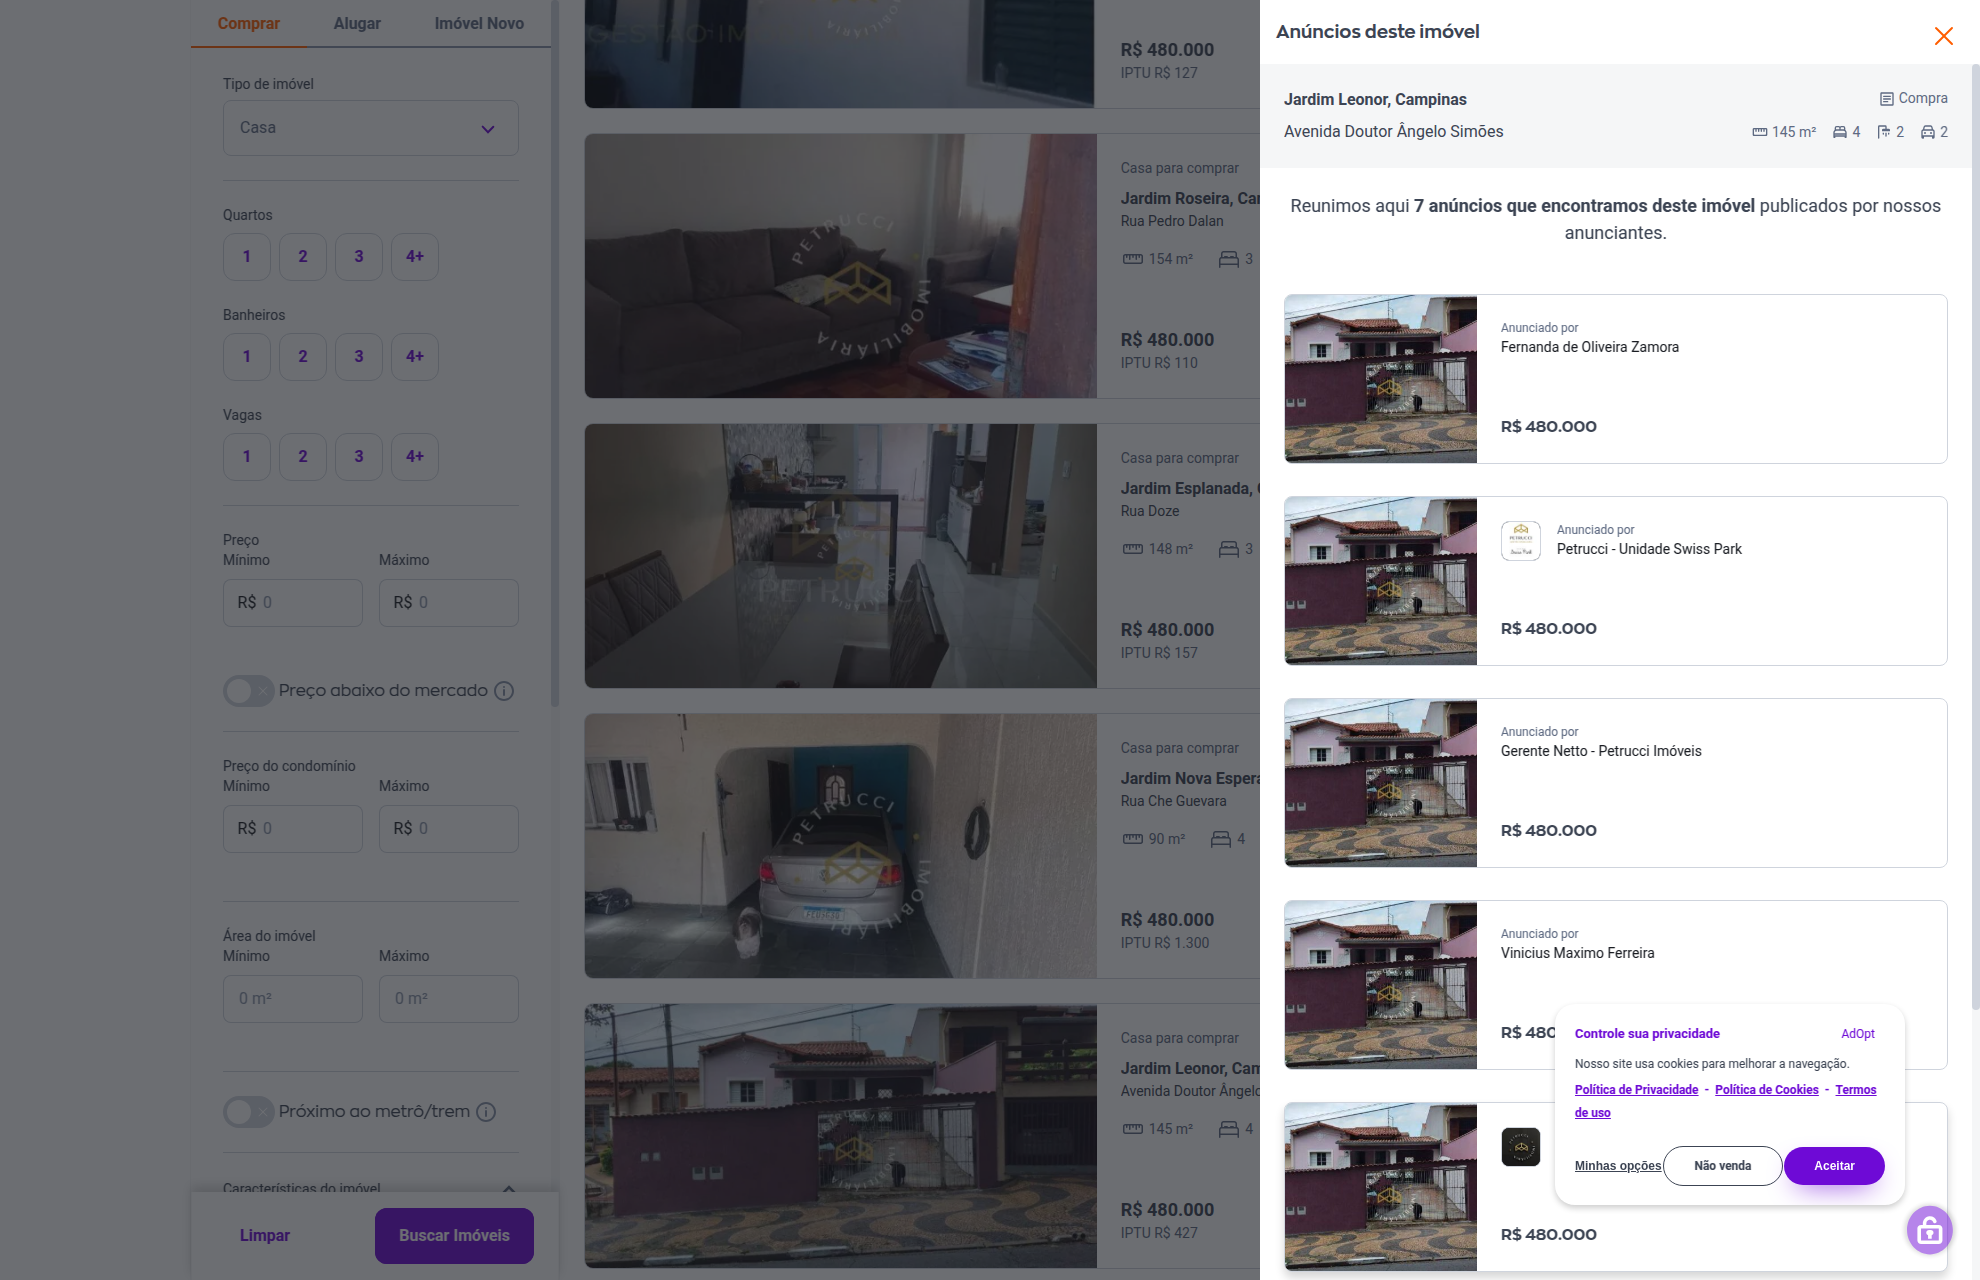 Comprar
Alugar
Imóvel Novo
Tipo de imóvel
Casa
Quartos
1
2
3
4+
Banheiros
1
2
3
4+
Vagas
1
2
3
4+
Preço
Mínimo
Máximo
R$ 0
R$ 0
Preço abaixo do mercado
Preço do condomínio
Mínimo
Máximo
R$ 0
R$ 0
Área do imóvel
Mínimo
Máximo
0 m²
0 m²
Próximo ao metrô/trem
Características do imóvel
Limpar
Buscar Imóveis
R$ 480.000
IPTU R$ 127
PETRUCCI
IMOBILIÁRIA
Casa para comprar
Jardim Roseira,
Rua Pedro Dalan
154 m²
3
R$ 480.000
IPTU R$ 110
PETRUCCI
Casa para comprar
Jardim Esplanada,
Rua Doze
148 m²
3
R$ 480.000
IPTU R$ 157
PETRUCCI
IMOBILIÁRIA
Casa para comprar
Jardim Nova
Rua Che Guevara
90 m²
4
R$ 480.000
IPTU R$ 1.300
Casa para comprar
Jardim Leonor,
Avenida Doutor
145 m²
4
R$ 480.000
IPTU R$ 427
Anúncios deste imóvel
Jardim Leonor, Campinas
Compra
Avenida Doutor Ângelo Simões
145 m²
4
2
2
Reunimos aqui 7 anúncios que encontramos deste imóvel publicados por nossos
anunciantes.
Anunciado por
Fernanda de Oliveira Zamora
R$ 480.000
Anunciado por
Petrucci - Unidade Swiss Park
R$ 480.000
Anunciado por
Gerente Netto - Petrucci Imóveis
R$ 480.000
Anunciado por
Vinicius Maximo Ferreira
R$ 480
R$ 480.000
Controle sua privacidade
AdOpt
Nosso site usa cookies para melhorar a navegação.
Política de Privacidade - Política de Cookies - Termos
de uso
Minhas opções
Não venda
Aceitar